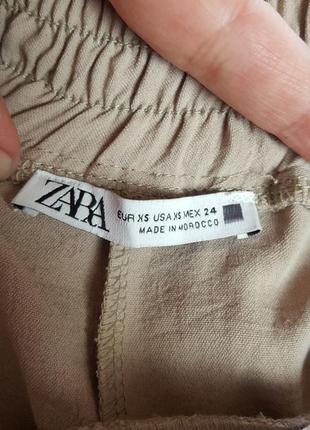 ZARA
EUR XS USA XS MEX 24
MADE IN MOROCCO